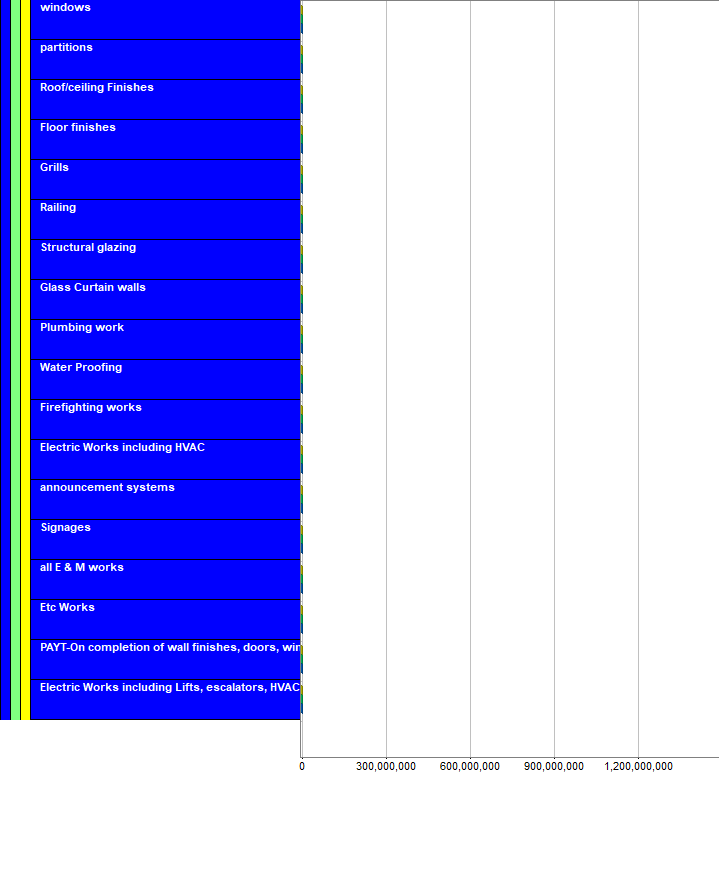 windows
partitions
Roof/ceiling Finishes
Floor finishes
Grills
Railing
Structural glazing
Glass Curtain walls
Plumbing work
Water Proofing
Firefighting works
Electric Works including HVAC
announcement systems
Signages
all E & M works
Etc Works
PAYT-On completion of wall finishes, doors, win
Electric Works including Lifts, escalators, HVAC
0 300,000,000 600,000,000 900,000,000 1,200,000,000